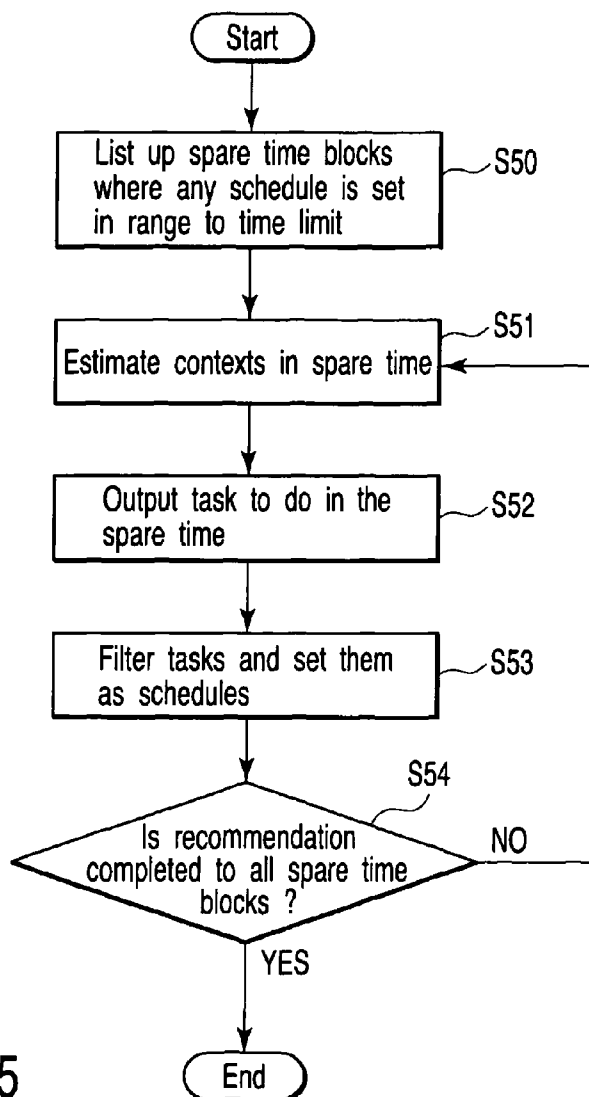 Start
List up spare time blocks
where any schedule is set
in range to time limit
S50
S51
Estimate contexts in spare time
Output task to do in the
spare time
S52
Filter tasks and set them
as schedules
S53
S54
Is recommendation
completed to all spare time
blocks ?
NO
YES
End
5